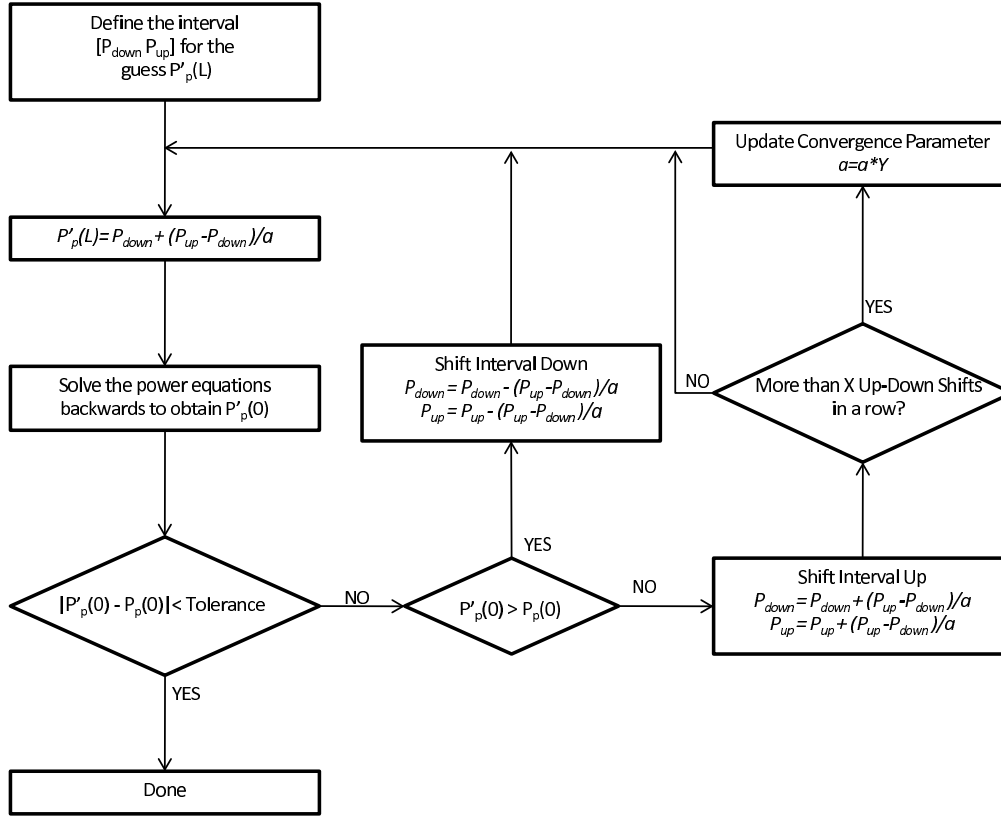 Define the interval
[P_down P_up] for the
guess P'_p(L)
Update Convergence Parameter
a=a*Y
P'_p(L)=P_down+(P_up-P_down)/a
YES
Shift Interval Down
P_down=P_down-(P_up-P_down)/a
P_up=P_up-(P_up-P_down)/a
Solve the power equations
backwards to obtain P'_p(0)
NO
More than X Up-Down Shifts
in a row?
YES
Shift Interval Up
P_down=P_down+(P_up-P_down)/a
P_up=P_up+(P_up-P_down)/a
|P'_p(0) - P_p(0)|< Tolerance
NO
P'_p(0) > P_p(0)
NO
YES
Done